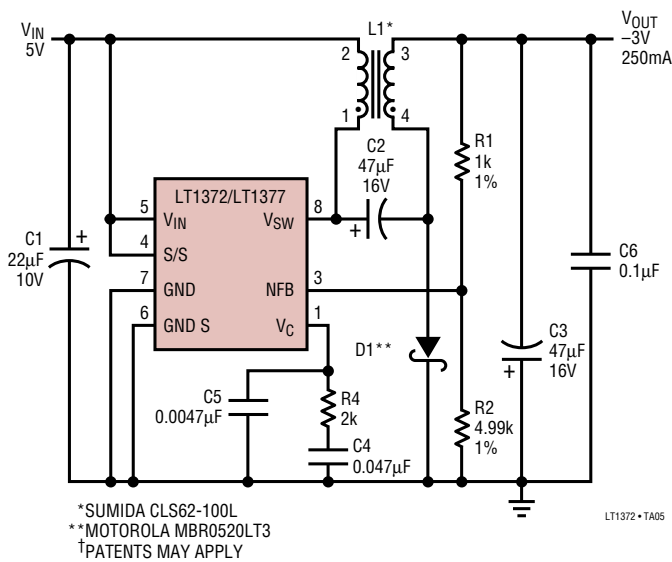 V_IN
5V
L1*
V_OUT
–3V
250mA
2
3
1
4
C2
47µF
16V
R1
1k
1%
LT1372/LT1377
5
V_IN
V_SW
8
4
S/S
C1
22µF
10V
+
+
7
GND
NFB
3
C6
0.1µF
6
GND S
V_C
1
D1**
C3
47µF
16V
+
C5
0.0047µF
R4
2k
R2
4.99k
1%
C4
0.047µF
*SUMIDA CLS62-100L
**MOTOROLA MBR0520LT3
†PATENTS MAY APPLY
LT1372 • TA05